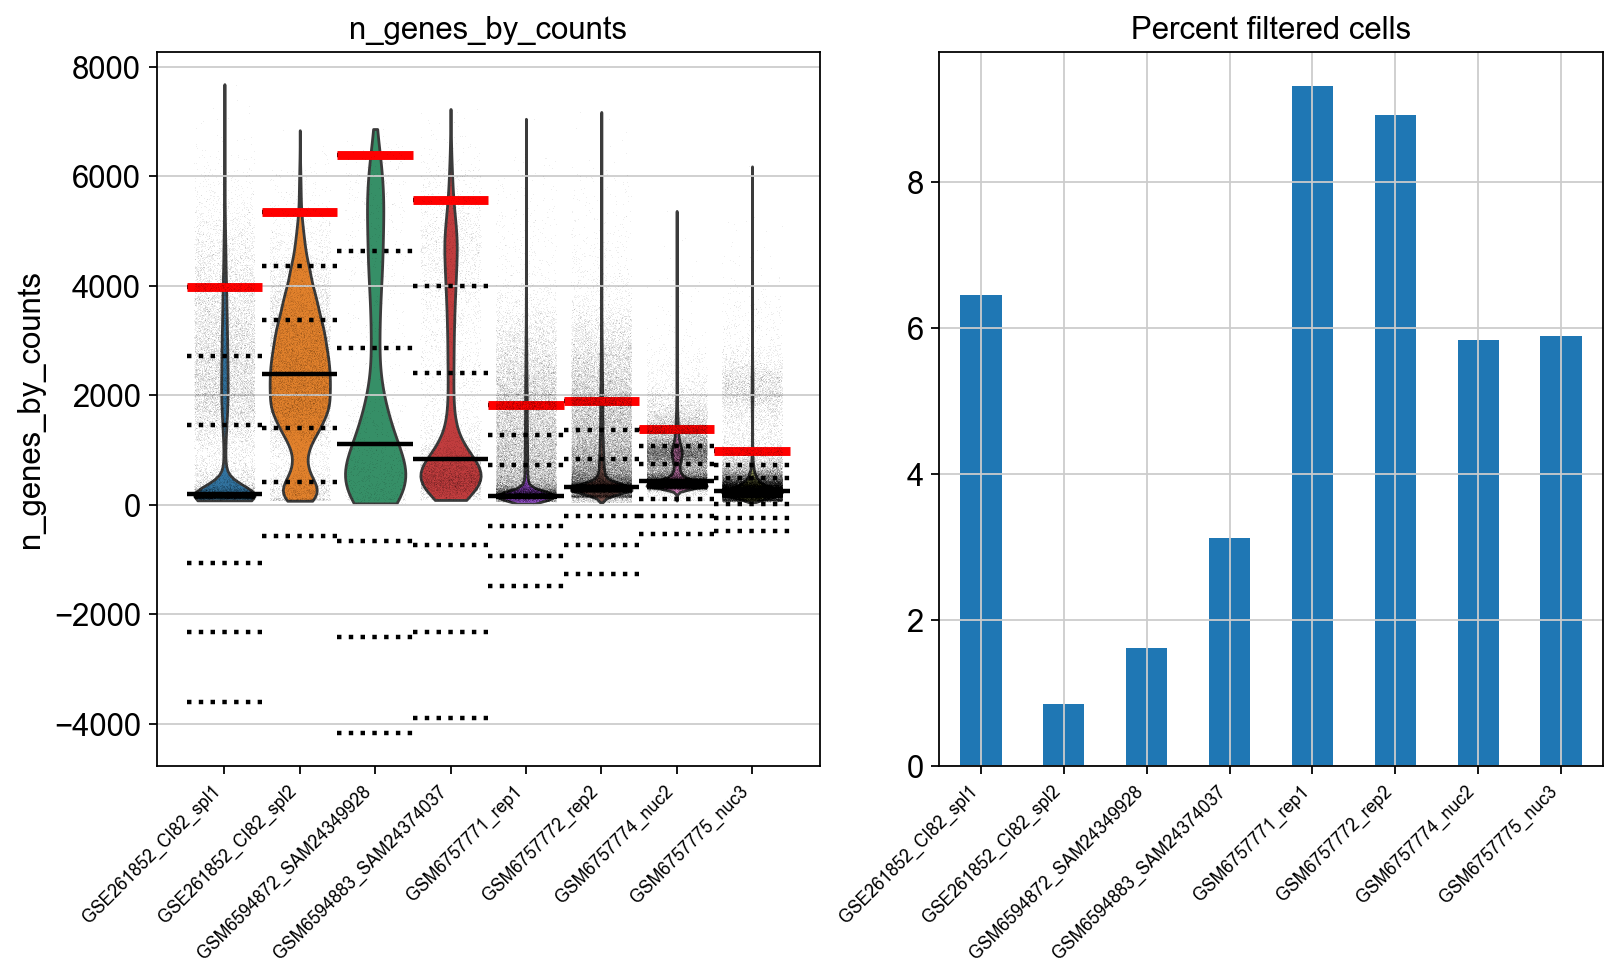 n_genes_by_counts
n_genes_by_counts
8000
6000
4000
2000
0
−2000
−4000
GSE261852_CI82_spl1
GSE261852_CI82_spl2
GSM6594872_SAM24349928
GSM6594883_SAM24374037
GSM6757771_rep1
GSM6757772_rep2
GSM6757774_nuc2
GSM6757775_nuc3
Percent filtered cells
8
6
4
2
0
GSE261852_CI82_spl1
GSE261852_CI82_spl2
GSM6594872_SAM24349928
GSM6594883_SAM24374037
GSM6757771_rep1
GSM6757772_rep2
GSM6757774_nuc2
GSM6757775_nuc3